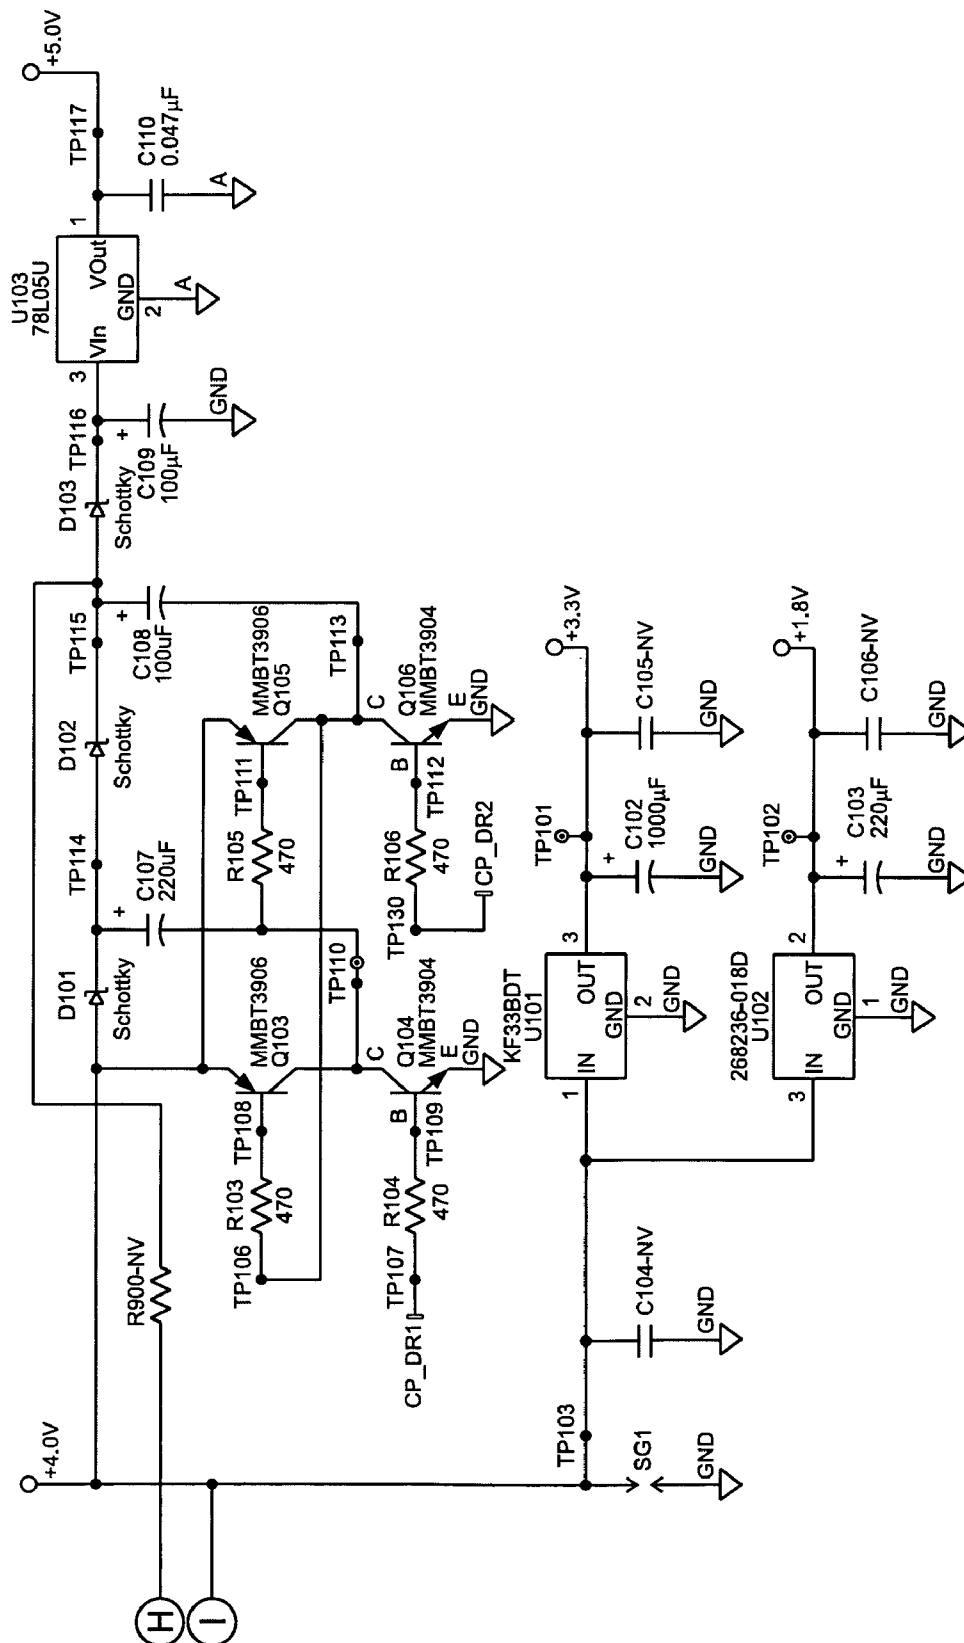 H
I
+4.0V
R900-NV
D101
Schottky
TP114
D102
Schottky
TP115
D103
Schottky
TP116
U103
78L05U
3
VIn
VOut
1
GND
2
A
TP117
+5.0V
C110
0.047µF
A
+
C109
100µF
GND
+
C107
220uF
+
C108
100uF
MMBT3906
Q103
TP108
R103
470
TP106
MMBT3906
Q105
TP111
R105
470
TP110
TP113
CP_DR1
TP107
R104
470
TP109
B
C
Q104
MMBT3904
E
GND
CP_DR2
TP130
R106
470
TP112
B
C
Q106
MMBT3904
E
GND
TP103
SG1
GND
C104-NV
GND
KF33BDT
U101
1
IN
OUT
3
GND
2
GND
TP101
+
C102
1000µF
GND
C105-NV
GND
+3.3V
268236-018D
U102
3
IN
OUT
2
GND
1
GND
TP102
+
C103
220µF
GND
C106-NV
GND
+1.8V